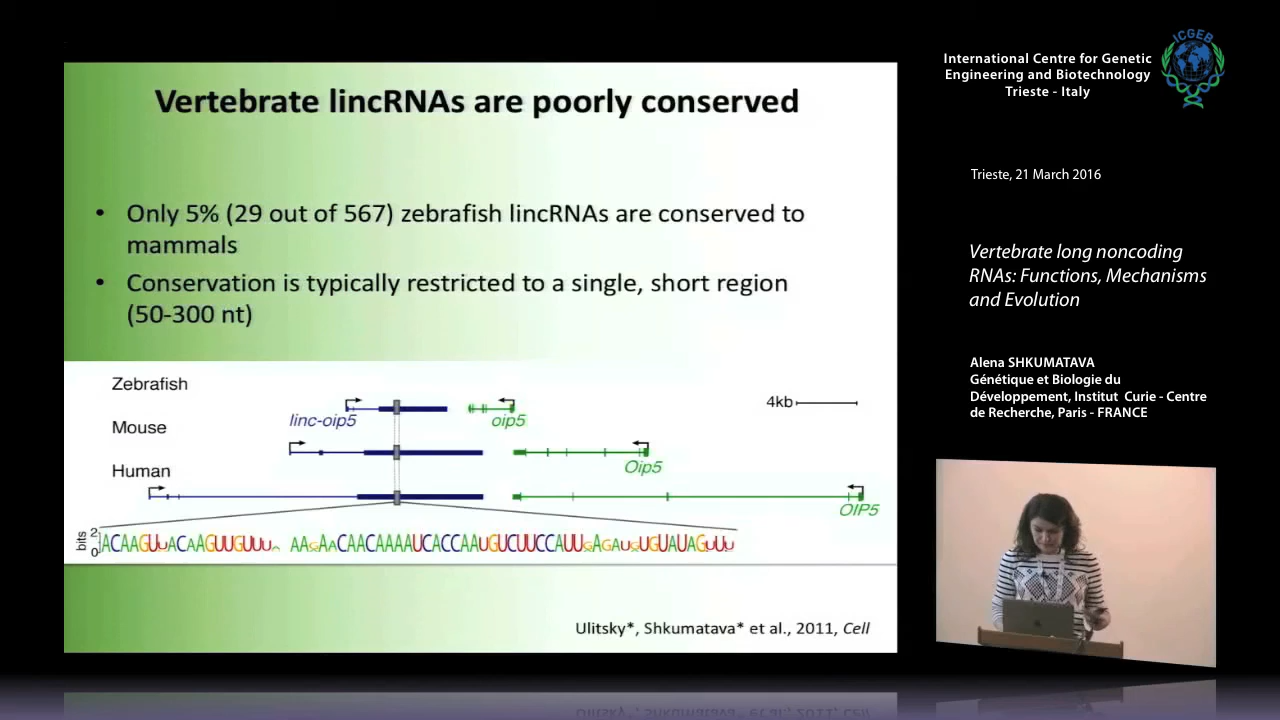 Vertebrate lincRNAs are poorly conserved
• Only 5% (29 out of 567) zebrafish lincRNAs are conserved to
mammals
• Conservation is typically restricted to a single, short region
(50-300 nt)
Zebrafish
linc-oip5
oip5
4kb
Mouse
Oip5
Human
OIP5
bits
2
0
Ulitsky*, Shkumatava* et al., 2011, Cell
ICGEB
International Centre for Genetic
Engineering and Biotechnology
Trieste - Italy
Trieste, 21 March 2016
Vertebrate long noncoding
RNAs: Functions, Mechanisms
and Evolution
Alena SHKUMATAVA
Génétique et Biologie du
Développement, Institut Curie - Centre
de Recherche, Paris - FRANCE